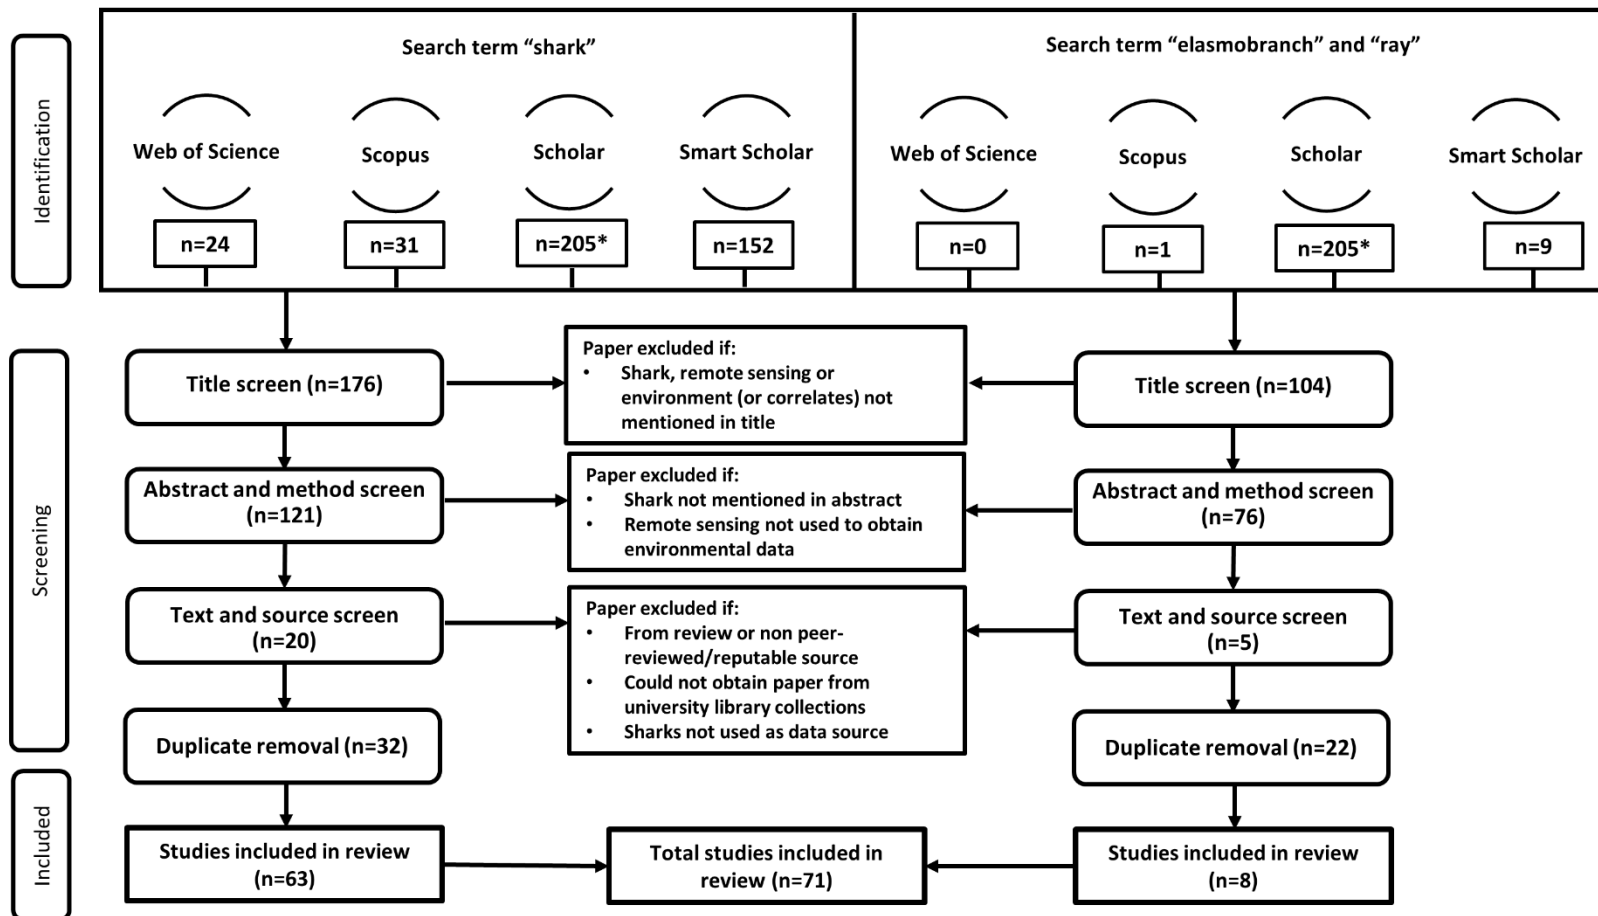 Identification
Search term “shark”
Web of Science
Scopus
Scholar
Smart Scholar
n=24
n=31
n=205*
n=152
Search term “elasmobranch” and “ray”
Web of Science
Scopus
Scholar
Smart Scholar
n=0
n=1
n=205*
n=9
Screening
Title screen (n=176)
Paper excluded if:
• Shark, remote sensing or
environment (or correlates) not
mentioned in title
Title screen (n=104)
Abstract and method screen
(n=121)
Paper excluded if:
• Shark not mentioned in abstract
• Remote sensing not used to obtain
environmental data
Abstract and method screen
(n=76)
Text and source screen
(n=20)
Paper excluded if:
• From review or non peer-
reviewed/reputable source
• Could not obtain paper from
university library collections
• Sharks not used as data source
Text and source screen
(n=5)
Duplicate removal (n=32)
Duplicate removal (n=22)
Included
Studies included in review
(n=63)
Total studies included in
review (n=71)
Studies included in review
(n=8)